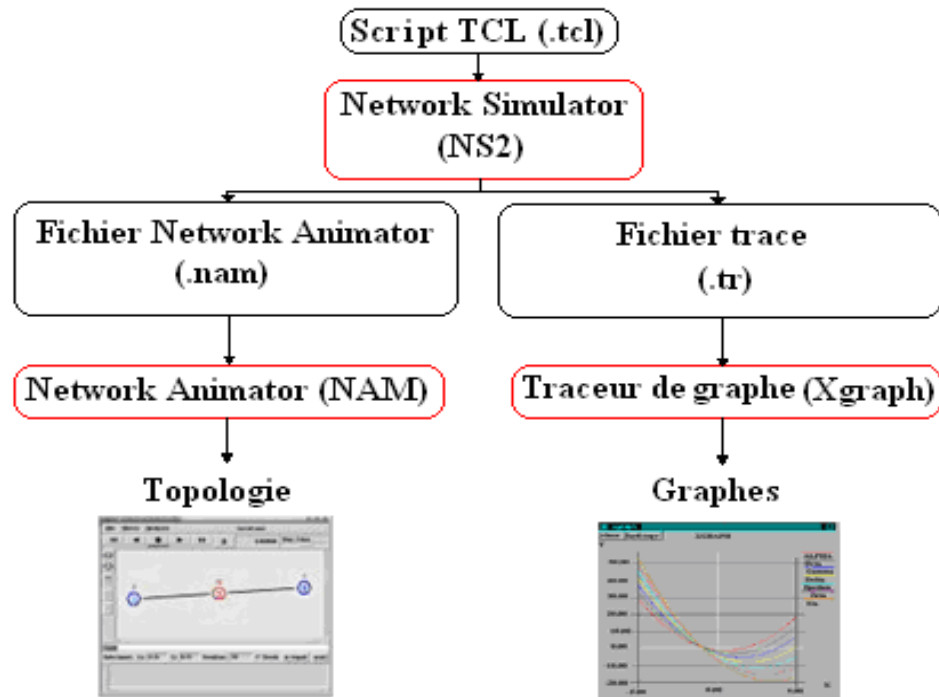 Script TCL (.tcl)
Network Simulator
(NS2)
Fichier Network Animator
(.nam)
Fichier trace
(.tr)
Network Animator (NAM)
Traceur de graphe (Xgraph)
Topologie
Graphes
XGRAPH